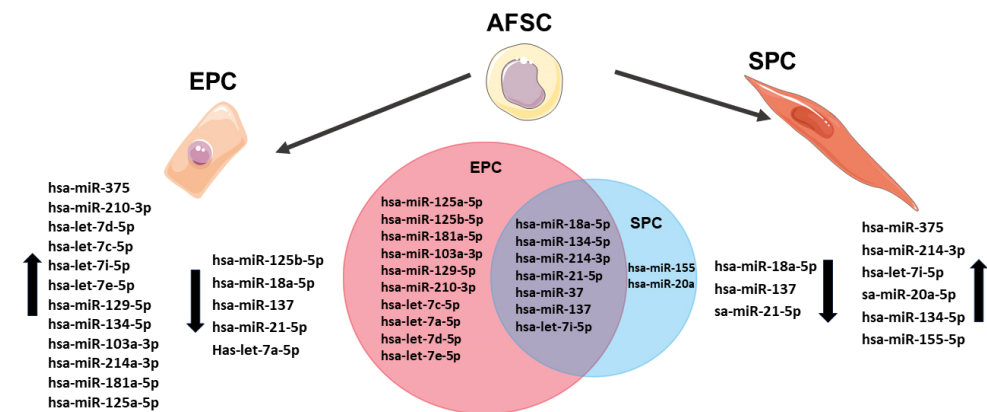 AFSC
EPC
SPC
hsa-miR-375
hsa-miR-210-3p
hsa-let-7d-5p
hsa-let-7c-5p
hsa-let-7i-5p
hsa-let-7e-5p
hsa-miR-129-5p
hsa-miR-134-5p
hsa-miR-103a-3p
hsa-miR-214a-3p
hsa-miR-181a-5p
hsa-miR-125a-5p
hsa-miR-125b-5p
hsa-miR-18a-5p
hsa-miR-137
hsa-miR-21-5p
Has-let-7a-5p
EPC
hsa-miR-125a-5p
hsa-miR-125b-5p
hsa-miR-181a-5p
hsa-miR-103a-3p
hsa-miR-129-5p
hsa-miR-210-3p
hsa-let-7c-5p
hsa-let-7a-5p
hsa-let-7d-5p
hsa-let-7e-5p
hsa-miR-18a-5p
hsa-miR-134-5p
hsa-miR-214-3p
hsa-miR-21-5p
hsa-miR-37
hsa-miR-137
hsa-let-7i-5p
SPC
hsa-miR-155
hsa-miR-20a
hsa-miR-18a-5p
hsa-miR-137
sa-miR-21-5p
hsa-miR-375
hsa-miR-214-3p
hsa-let-7i-5p
sa-miR-20a-5p
hsa-miR-134-5p
hsa-miR-155-5p